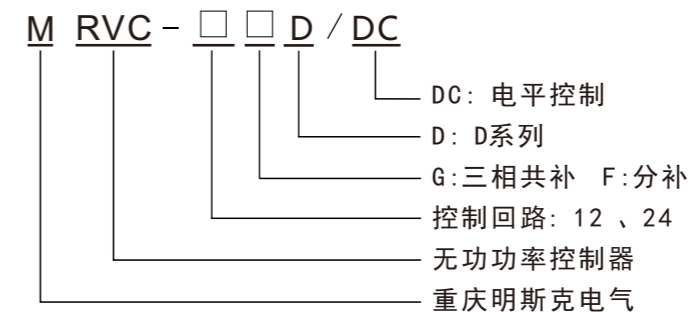 M RVC-□□D/DC
DC: 电平控制
D: D系列
G:三相共补 F:分补
控制回路: 12 、24
无功功率控制器
重庆明斯克电气